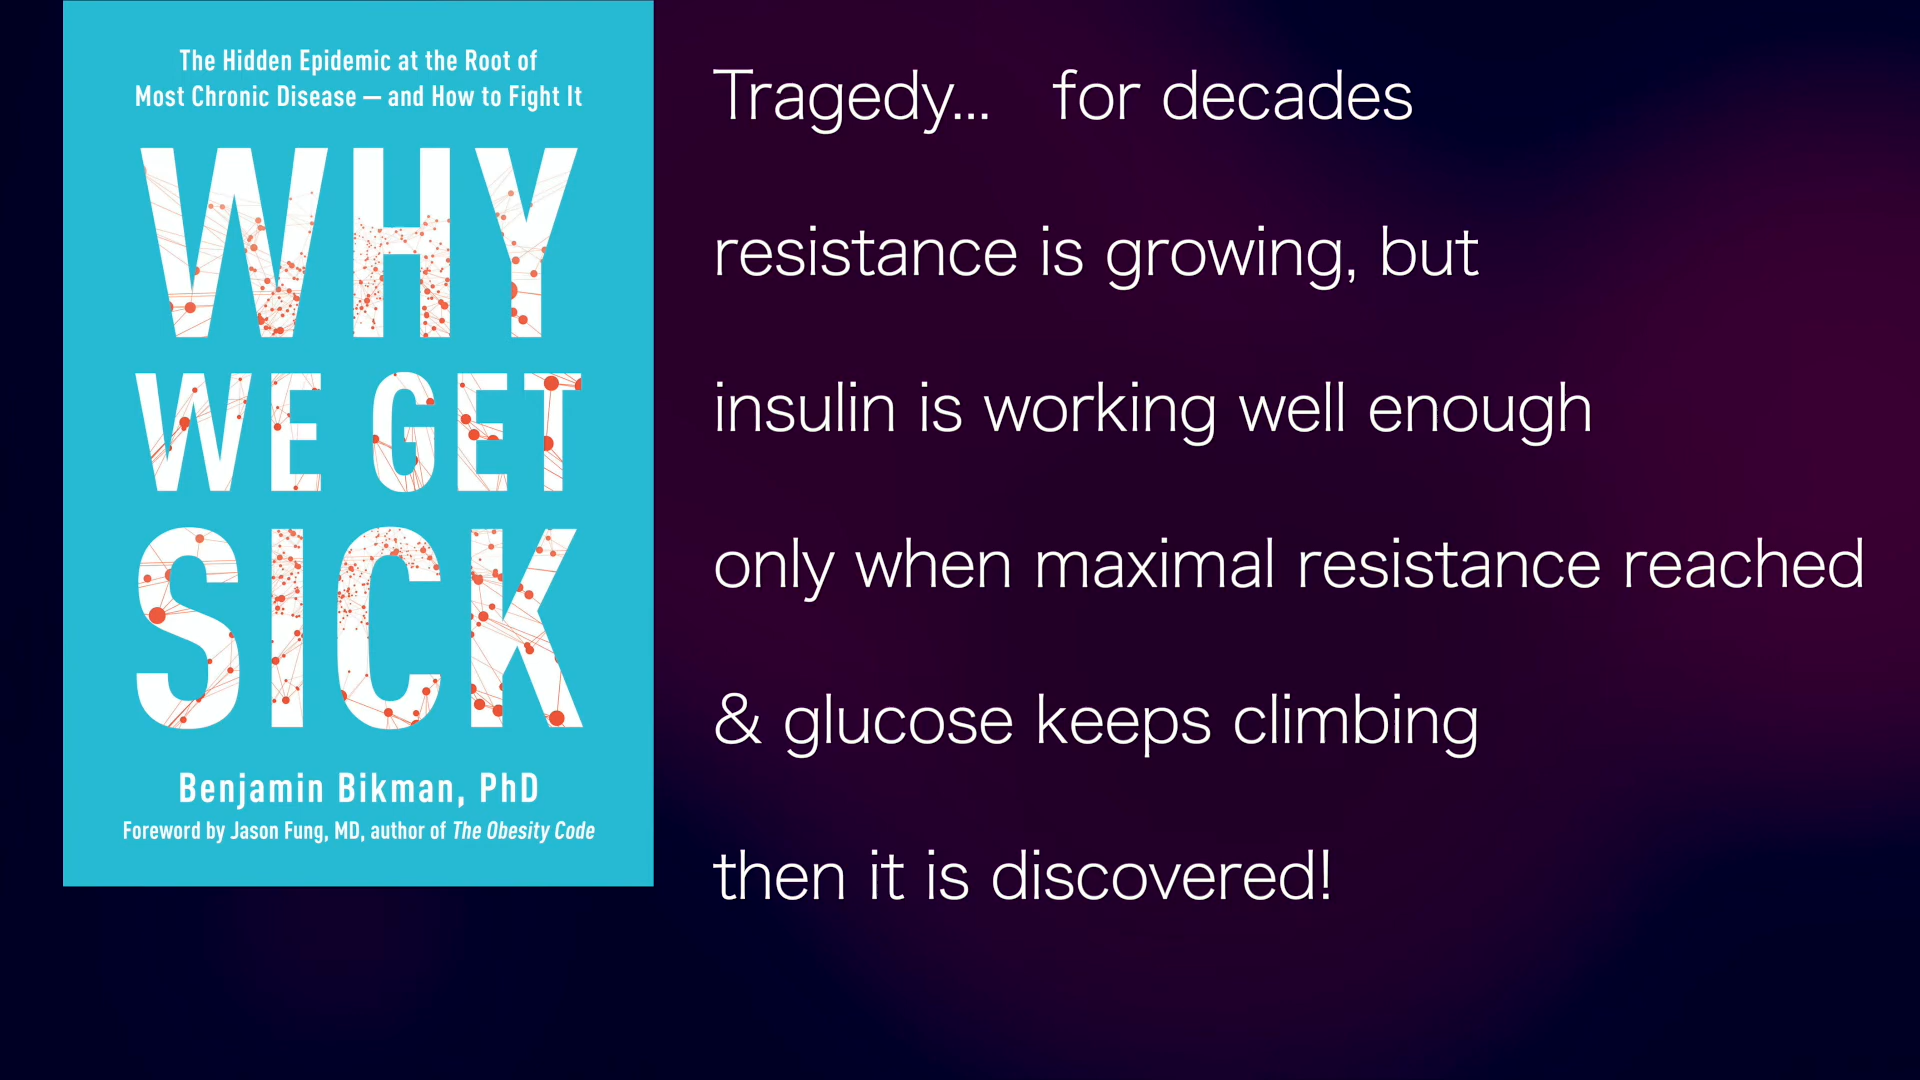 The Hidden Epidemic at the Root of
Most Chronic Disease — and How to Fight It
WHY
WE GET
SICK
Benjamin Bikman, PhD
Foreword by Jason Fung, MD, author of The Obesity Code
Tragedy... for decades
resistance is growing, but
insulin is working well enough
only when maximal resistance reached
& glucose keeps climbing
then it is discovered!